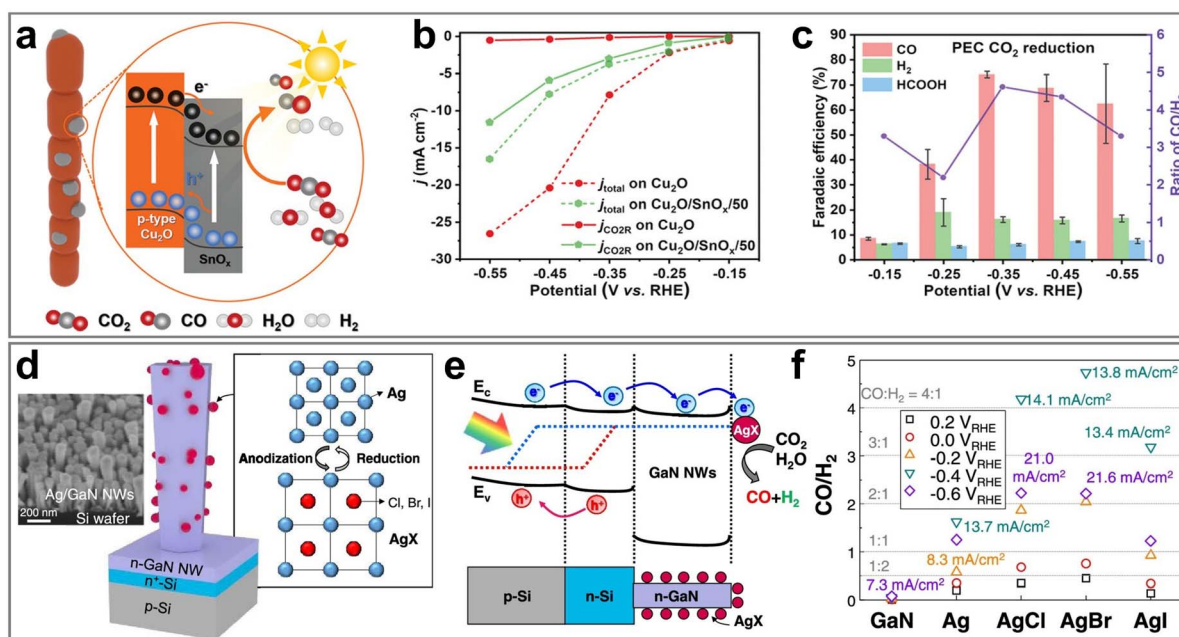 a
e⁻
h⁺
p-type
Cu₂O
SnOₓ
CO₂
CO
H₂O
H₂
b
0
-5
-10
-15
-20
-25
-30
j (mA cm⁻²)
j_total on Cu₂O
j_total on Cu₂O/SnOₓ/50
j_CO2R on Cu₂O
j_CO2R on Cu₂O/SnOₓ/50
-0.55 -0.45 -0.35 -0.25 -0.15
Potential (V vs. RHE)
c
PEC CO₂ reduction
CO
H₂
HCOOH
90
80
70
60
50
40
30
20
10
0
Faradaic efficiency (%)
6
5
4
3
2
1
0
Ratio of CO/H₂
-0.15 -0.25 -0.35 -0.45 -0.55
Potential (V vs. RHE)
d
Ag/GaN NWs
200 nm
Si wafer
n-GaN NW
n⁺-Si
p-Si
Ag
Anodization
Reduction
Cl, Br, I
AgX
e
E_c
e⁻ e⁻ e⁻ e⁻
AgX
CO₂
H₂O
CO+H₂
GaN NWs
E_v
h⁺ h⁺
p-Si n-Si n-GaN
AgX
f
5
4
3
2
1
0
CO/H₂
CO:H₂ = 4:1
3:1
2:1
1:1
1:2
0.2 V_RHE
0.0 V_RHE
-0.2 V_RHE
-0.4 V_RHE
-0.6 V_RHE
13.8 mA/cm²
14.1 mA/cm²
13.4 mA/cm²
21.0
mA/cm²
21.6 mA/cm²
13.7 mA/cm²
8.3 mA/cm²
7.3 mA/cm²
GaN Ag AgCl AgBr AgI